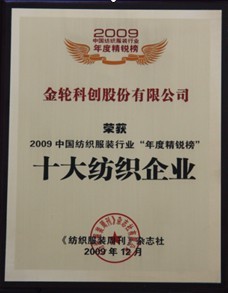 2009
中国纺织服装行业
年度精锐榜
金轮科创股份有限公司
荣获
2009 中国纺织服装行业“年度精锐榜”
十大纺织企业
《纺织服装周刊》杂志社
2009 年 12 月